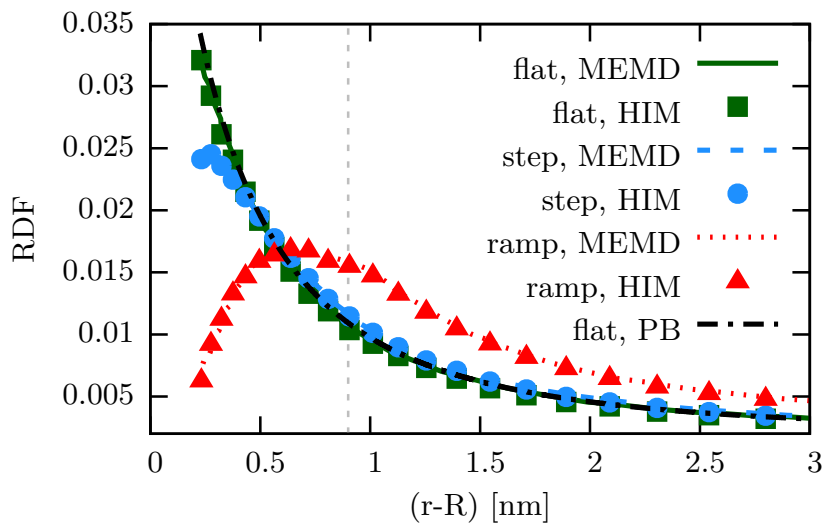 0.035
0.03
0.025
0.02
0.015
0.01
0.005
RDF
flat, MEMD
flat, HIM
step, MEMD
step, HIM
ramp, MEMD
ramp, HIM
flat, PB
0 0.5 1 1.5 2 2.5 3
(r-R) [nm]